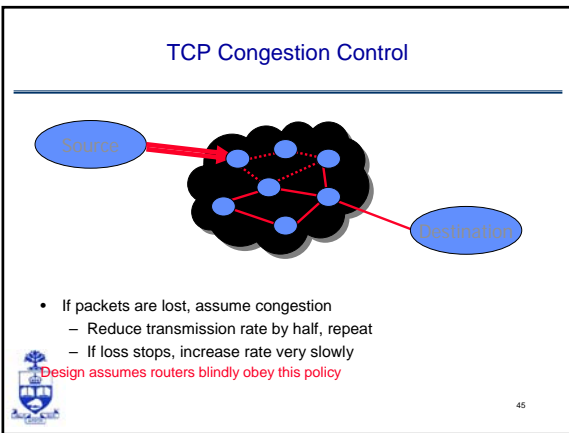 TCP Congestion Control
Source
Destination
• If packets are lost, assume congestion
– Reduce transmission rate by half, repeat
– If loss stops, increase rate very slowly
Design assumes routers blindly obey this policy
45